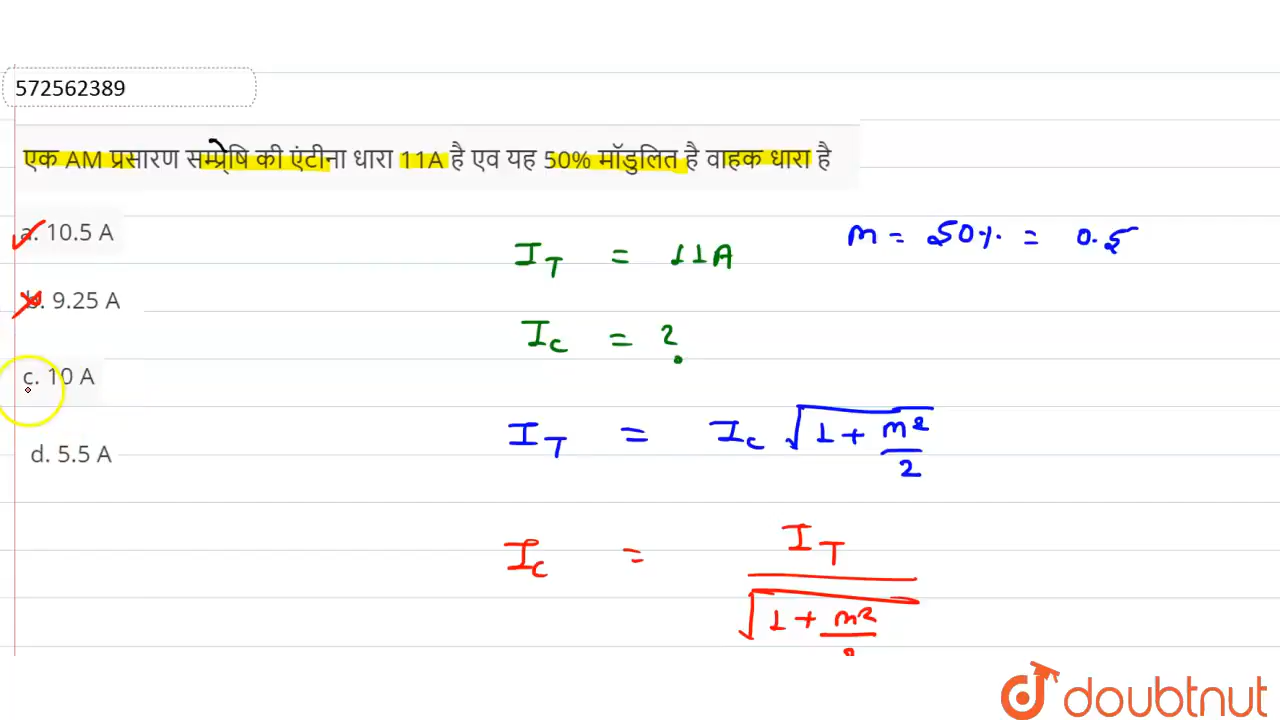 572562389
एक AM प्रसारण सम्प्रेषि की एंटीना धारा 11A है एव यह 50% मॉडुलित है वाहक धारा है
a. 10.5 A
m = 50% = 0.5
I_T = 11A
b. 9.25 A
I_C = ?
c. 10 A
I_T = I_C √(1 + m²/2)
d. 5.5 A
I_C = I_T / √(1 + m²/
doubtnut